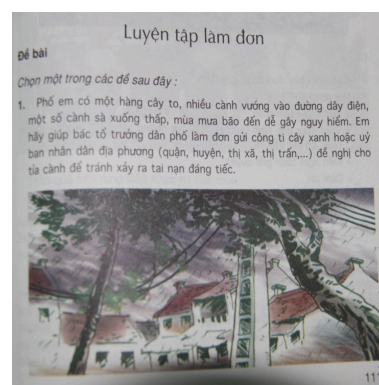 Luyện tập làm đơn
Đề bài
Chọn một trong các đề sau đây :
1. Phố em có một hàng cây to, nhiều cành vướng vào đường dây điện,
một số cành sà xuống thấp, mùa mưa bão đến dễ gây nguy hiểm. Em
hãy giúp bác tổ trưởng dân phố làm đơn gửi công ti cây xanh hoặc uỷ
ban nhân dân địa phương (quận, huyện, thị xã, thị trấn,...) đề nghị cho
tỉa cành để tránh xảy ra tai nạn đáng tiếc.
111